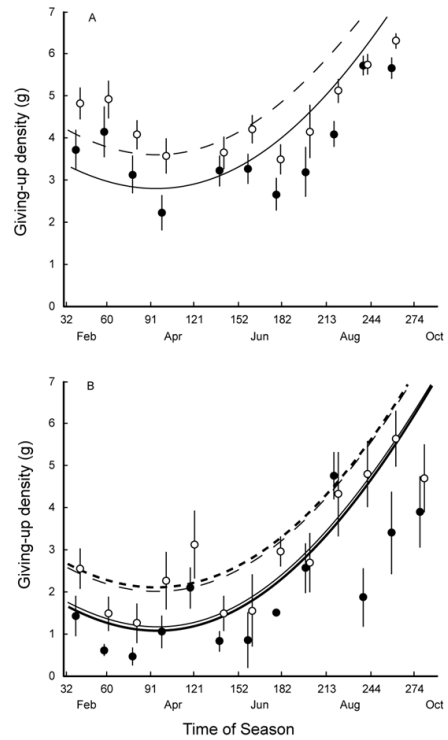 A
7
6
5
4
3
2
1
0
Giving-up density (g)
32 91 121 152 182 213 244 274
Feb Apr Jun Aug Oct
B
7
6
5
4
3
2
1
0
Giving-up density (g)
32 60 91 121 152 182 213 244 274
Feb Apr Jun Aug Oct
Time of Season